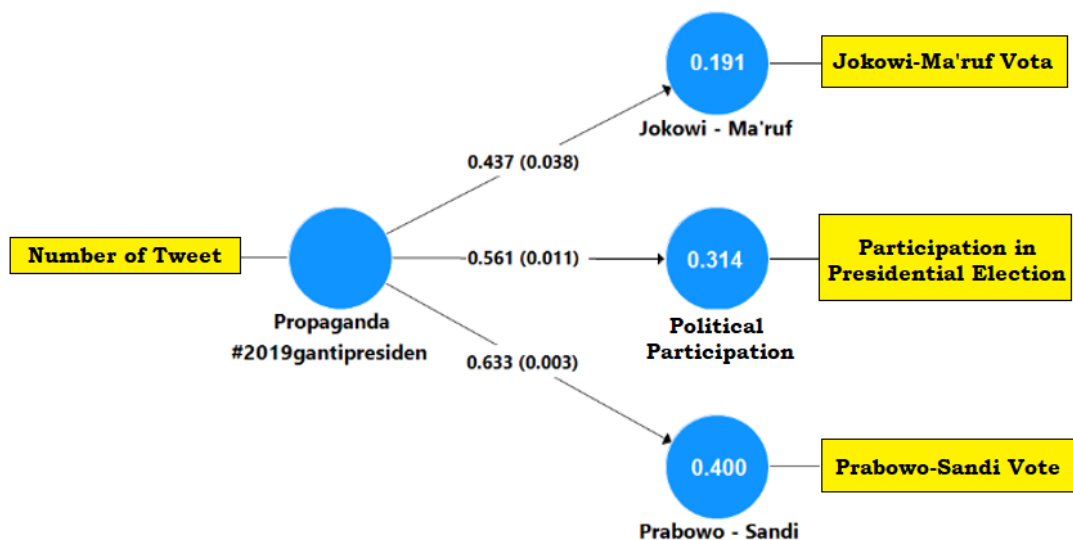 0.191
Jokowi-Ma'ruf Vota
Jokowi - Ma'ruf
0.437 (0.038)
Number of Tweet
0.561 (0.011)
0.314
Participation in
Presidential Election
Propaganda
#2019gantipresiden
Political
Participation
0.633 (0.003)
0.400
Prabowo-Sandi Vote
Prabowo - Sandi